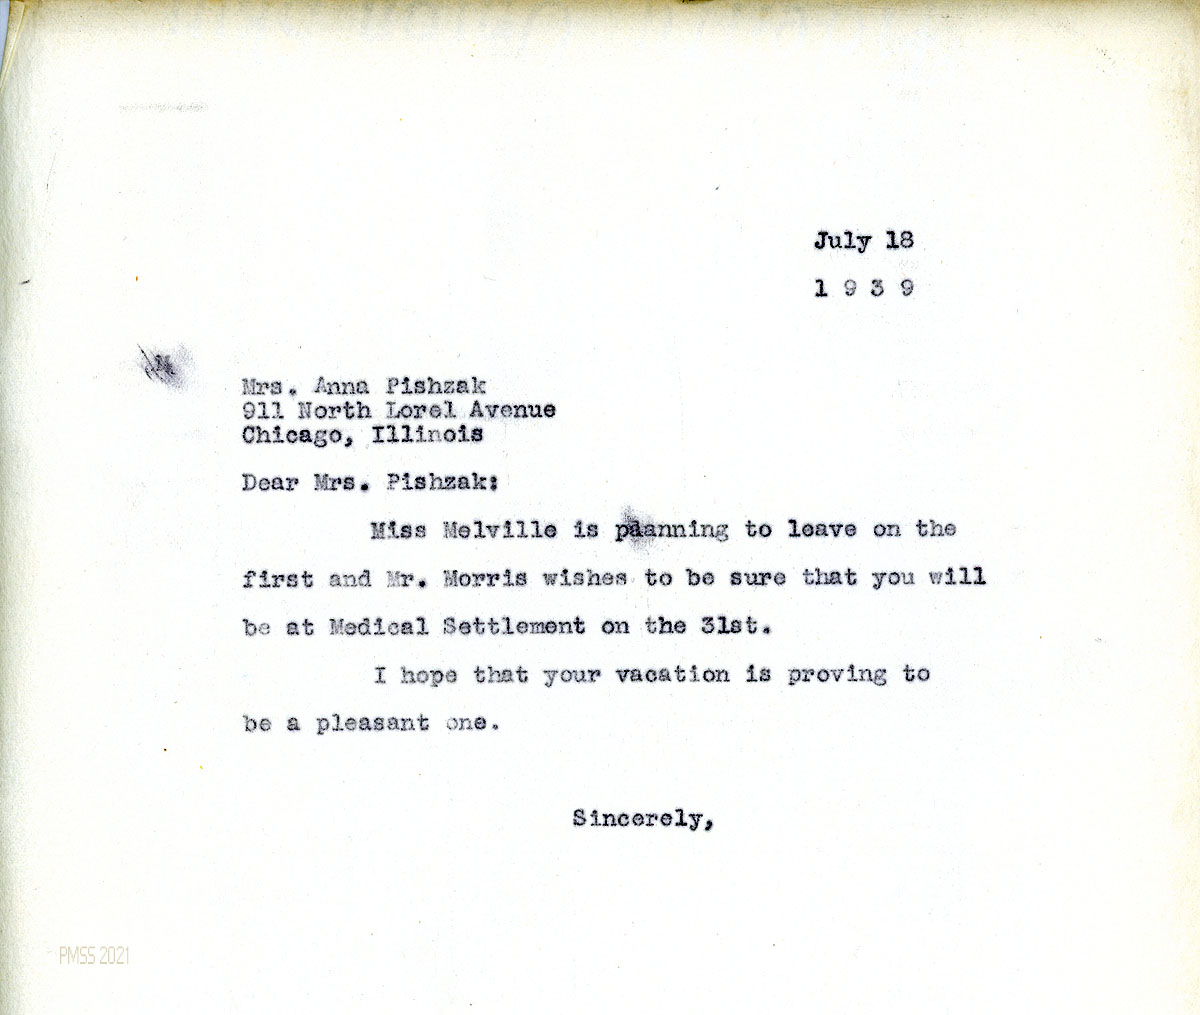 July 18
1 9 3 9
Mrs. Anna Pishzak
911 North Lorel Avenue
Chicago, Illinois
Dear Mrs. Pishzak:
Miss Melville is planning to leave on the
first and Mr. Morris wishes to be sure that you will
be at Medical Settlement on the 31st.
I hope that your vacation is proving to
be a pleasant one.
Sincerely,
PMSS 2021